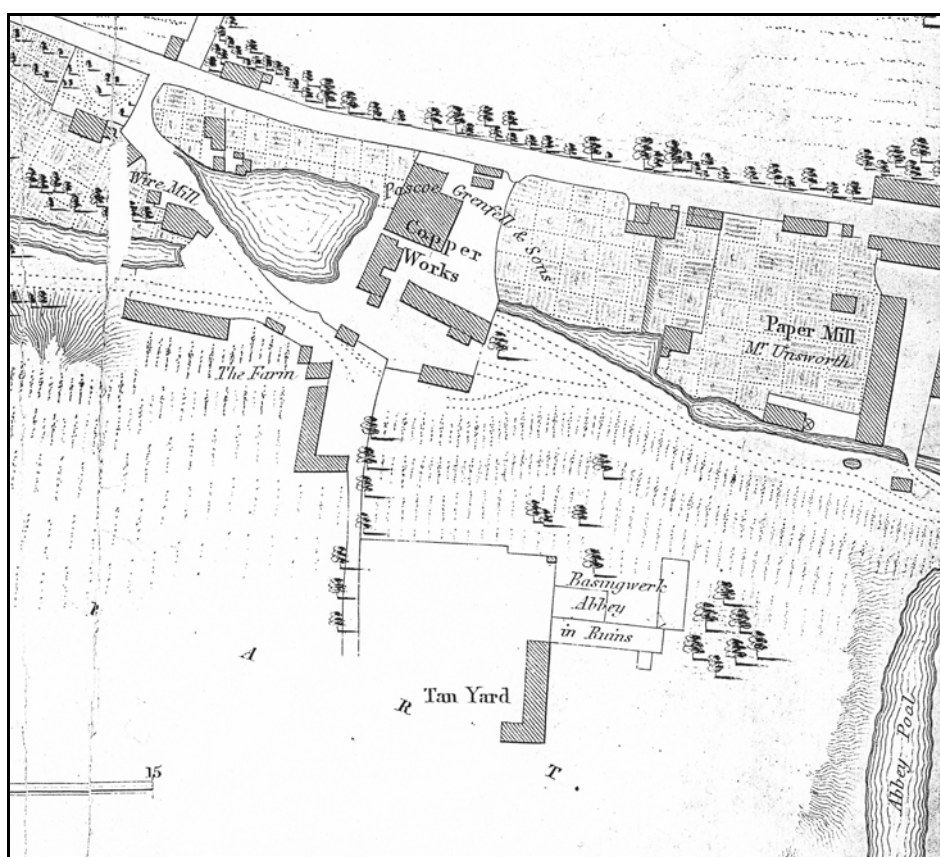 Wire Mill
Pascoe Grenfell & Sons
Copper
Works
Paper Mill
Mr Unsworth
The Farm
Basingwerk
Abbey
in Ruins
Tan Yard
A
R
T
15
Abbey Pool